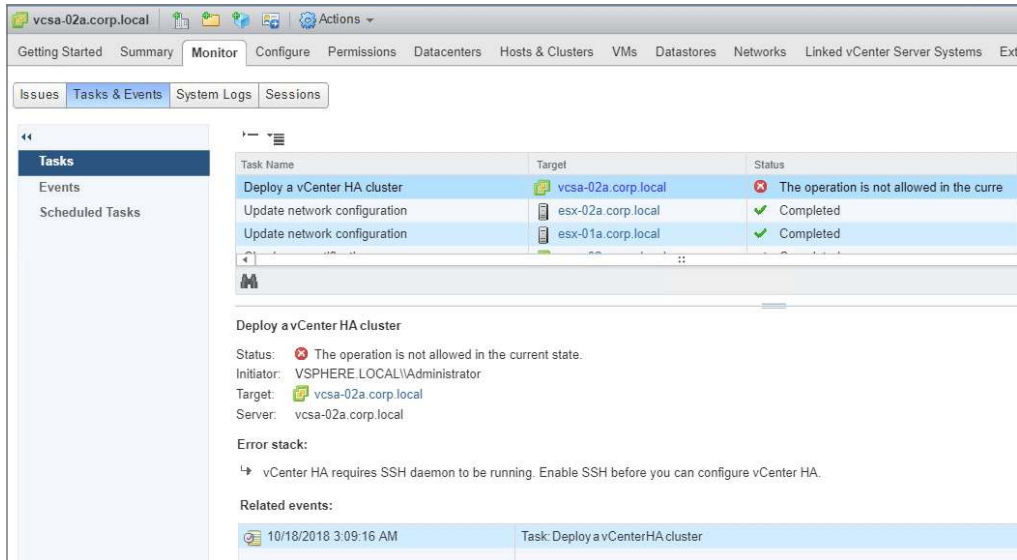 vcsa-02a.corp.local Actions
Getting Started Summary Monitor Configure Permissions Datacenters Hosts & Clusters VMs Datastores Networks Linked vCenter Server Systems Ext
Issues Tasks & Events System Logs Sessions
Tasks
Events
Scheduled Tasks
Task Name Target Status
Deploy a vCenter HA cluster vcsa-02a.corp.local The operation is not allowed in the curre
Update network configuration esx-02a.corp.local Completed
Update network configuration esx-01a.corp.local Completed
Deploy a vCenter HA cluster
Status: The operation is not allowed in the current state.
Initiator: VSPHERE.LOCAL\\Administrator
Target: vcsa-02a.corp.local
Server: vcsa-02a.corp.local
Error stack:
vCenter HA requires SSH daemon to be running. Enable SSH before you can configure vCenter HA.
Related events:
10/18/2018 3:09:16 AM Task: Deploy a vCenter HA cluster